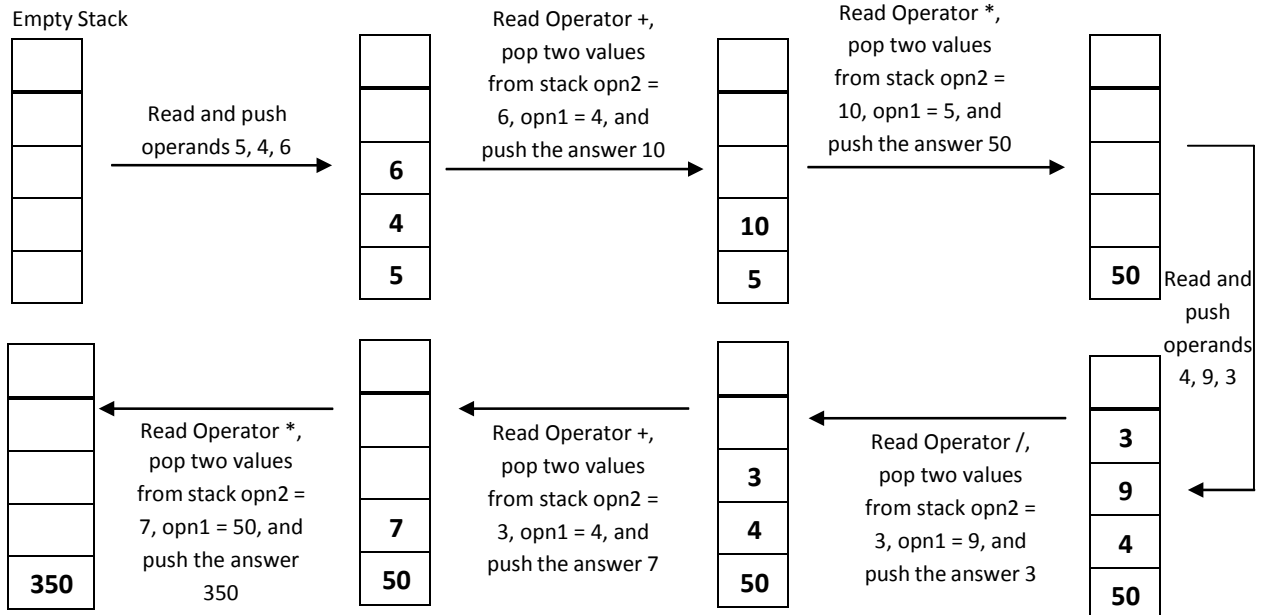 Empty Stack
Read and push
operands 5, 4, 6
6
4
5
Read Operator +,
pop two values
from stack opn2 =
6, opn1 = 4, and
push the answer 10
10
5
Read Operator *,
pop two values
from stack opn2 =
10, opn1 = 5, and
push the answer 50
50
Read and
push
operands
4, 9, 3
3
9
4
50
Read Operator /,
pop two values
from stack opn2 =
3, opn1 = 9, and
push the answer 3
3
4
50
Read Operator +,
pop two values
from stack opn2 =
3, opn1 = 4, and
push the answer 7
7
50
Read Operator *,
pop two values
from stack opn2 =
7, opn1 = 50, and
push the answer
350
350